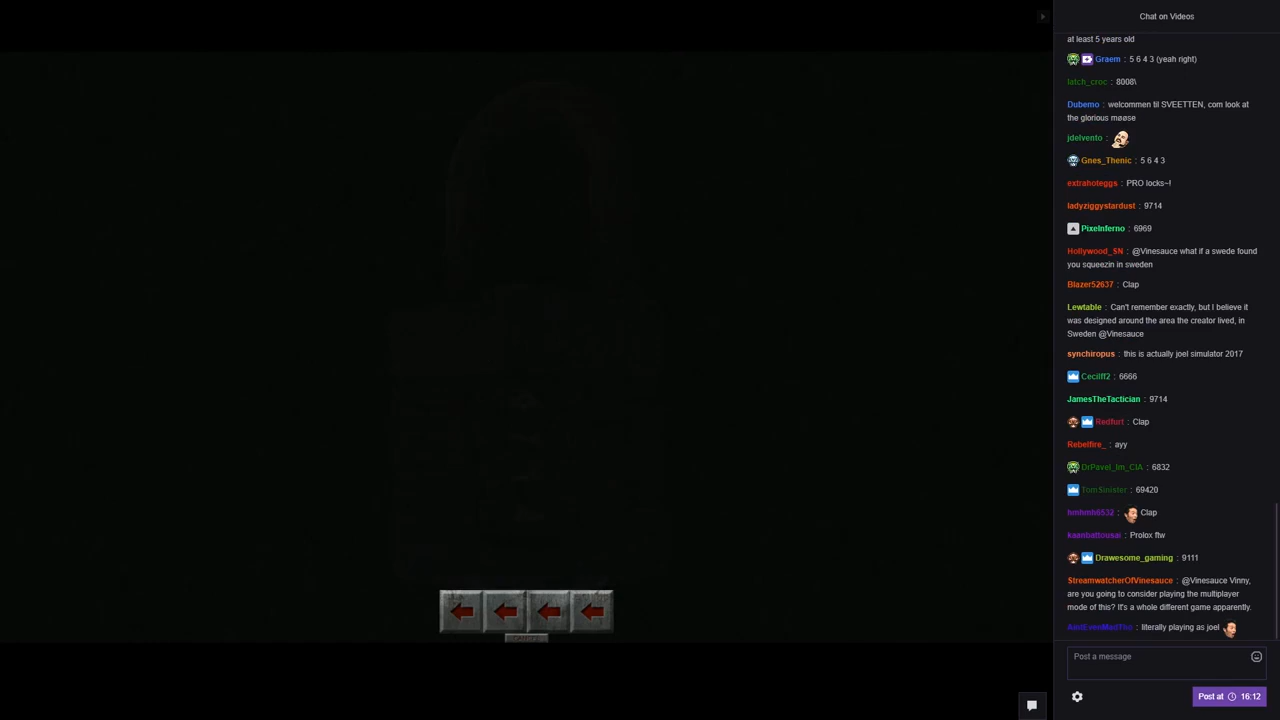 Chat on Videos
at least 5 years old
Graem : 5 6 4 3 (yeah right)
latch_croc : 8008\
Dubemo : welcommen til SVEETTEN, com look at
the glorious møøse
jdelvento :
Gnes_Thenic : 5 6 4 3
extrahoteggs : PRO locks~!
ladyziggystardust : 9714
PixeInferno : 6969
Hollywood_SN : @Vinesauce what if a swede found
you squeezin in sweden
Blazer52637 : Clap
Lewtable : Can't remember exactly, but I believe it
was designed around the area the creator lived, in
Sweden @Vinesauce
synchiropus : this is actually joel simulator 2017
Cecilff2 : 6666
JamesTheTactician : 9714
Redfurt : Clap
Rebelfire_ : ayy
DrPavel_Im_CIA : 6832
TomSinister : 69420
hmhmh6532 : Clap
kaanbattousai : Prolox ftw
Drawesome_gaming : 9111
StreamwatcherOfVinesauce : @Vinesauce Vinny,
are you going to consider playing the multiplayer
mode of this? It's a whole different game apparently.
AintEvenMadTho : literally playing as joel
Post a message
Post at 16:12